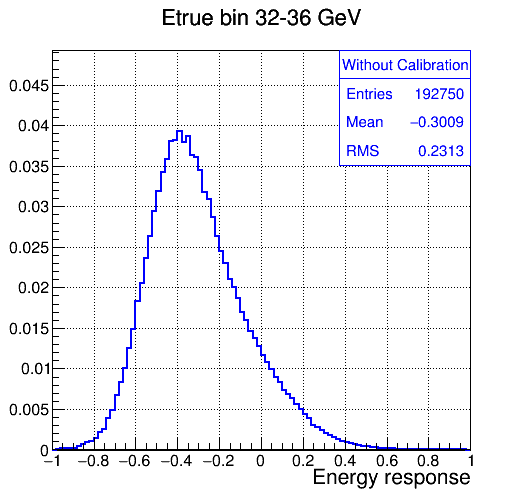 Etrue bin 32-36 GeV
Without Calibration
Entries 192750
Mean −0.3009
RMS 0.2313
0.045
0.04
0.035
0.03
0.025
0.02
0.015
0.01
0.005
0
−1 −0.8 −0.6 −0.4 −0.2 0 0.2 0.4 0.6 0.8 1
Energy response